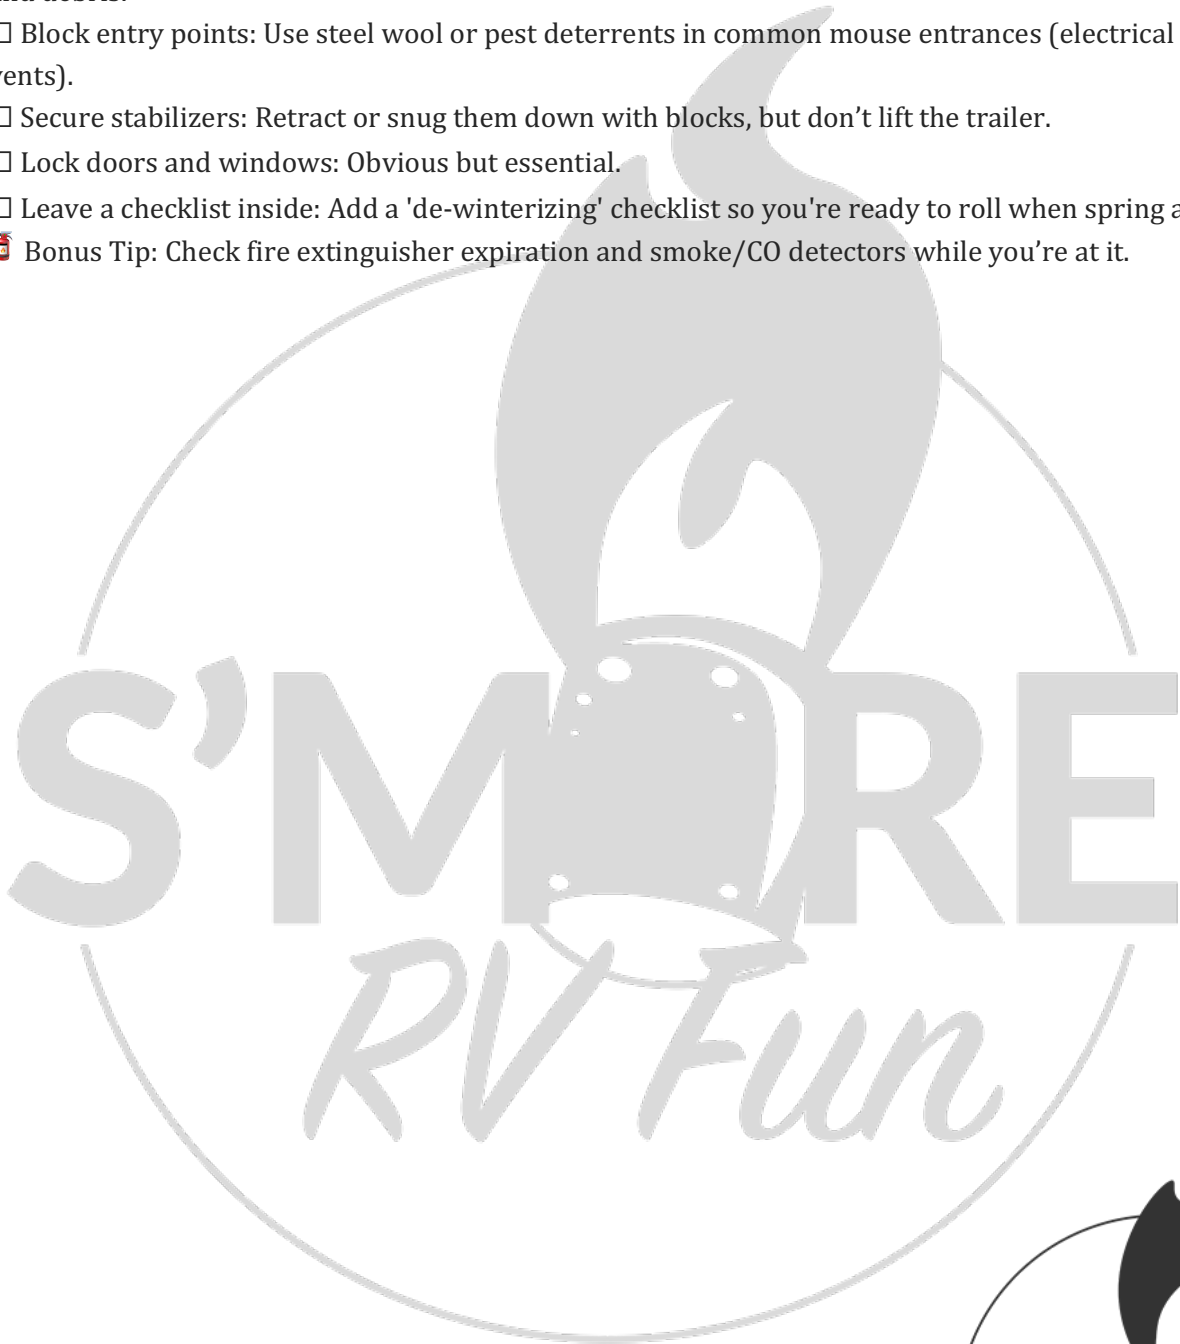 ☐ Block entry points: Use steel wool or pest deterrents in common mouse entrances (electrical
vents).
☐ Secure stabilizers: Retract or snug them down with blocks, but don’t lift the trailer.
☐ Lock doors and windows: Obvious but essential.
☐ Leave a checklist inside: Add a 'de-winterizing' checklist so you're ready to roll when spring
Bonus Tip: Check fire extinguisher expiration and smoke/CO detectors while you’re at it.
S’MORE
RV Fun